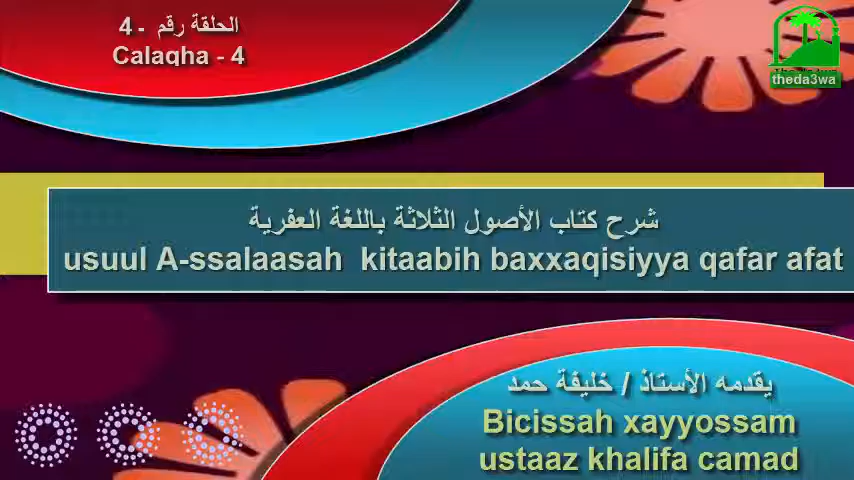 الحلقة رقم - 4
Calaqha - 4
theda3wa
شرح كتاب الأصول الثلاثة باللغة العفرية
usuul A-ssalaasah kitaabih baxxaqisiyya qafar afat
يقدمه الأستاذ / خليفة حمد
Bicissah xayyossam
ustaaz khalifa camad